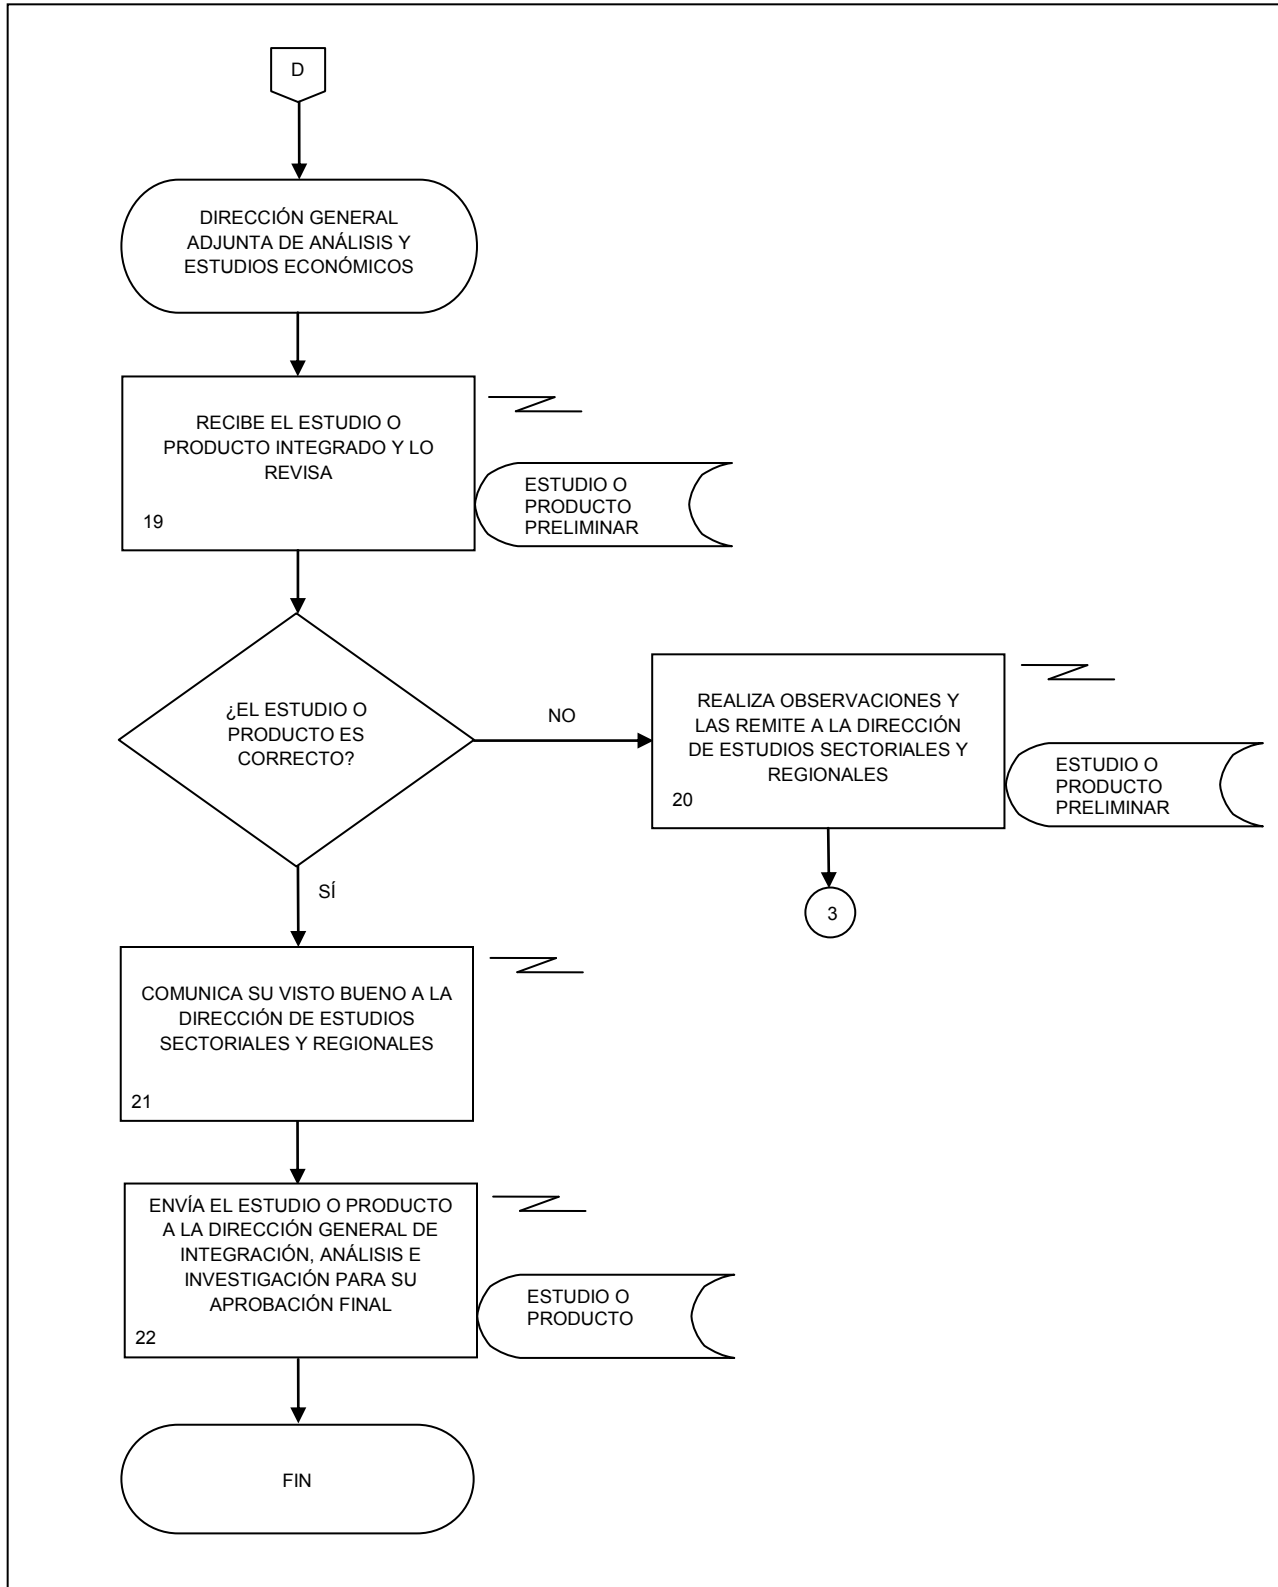 D
DIRECCIÓN GENERAL
ADJUNTA DE ANÁLISIS Y
ESTUDIOS ECONÓMICOS
RECIBE EL ESTUDIO O
PRODUCTO INTEGRADO Y LO
REVISA
19
ESTUDIO O
PRODUCTO
PRELIMINAR
¿EL ESTUDIO O
PRODUCTO ES
CORRECTO?
NO
REALIZA OBSERVACIONES Y
LAS REMITE A LA DIRECCIÓN
DE ESTUDIOS SECTORIALES Y
REGIONALES
20
ESTUDIO O
PRODUCTO
PRELIMINAR
3
SÍ
COMUNICA SU VISTO BUENO A LA
DIRECCIÓN DE ESTUDIOS
SECTORIALES Y REGIONALES
21
ENVÍA EL ESTUDIO O PRODUCTO
A LA DIRECCIÓN GENERAL DE
INTEGRACIÓN, ANÁLISIS E
INVESTIGACIÓN PARA SU
APROBACIÓN FINAL
22
ESTUDIO O
PRODUCTO
FIN